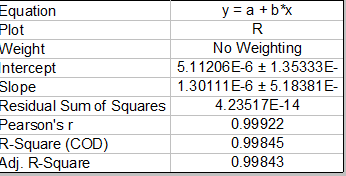 Equation y = a + b*x
Plot R
Weight No Weighting
Intercept 5.11206E-6 ± 1.35333E-
Slope 1.30111E-6 ± 5.18381E-
Residual Sum of Squares 4.23517E-14
Pearson's r 0.99922
R-Square (COD) 0.99845
Adj. R-Square 0.99843